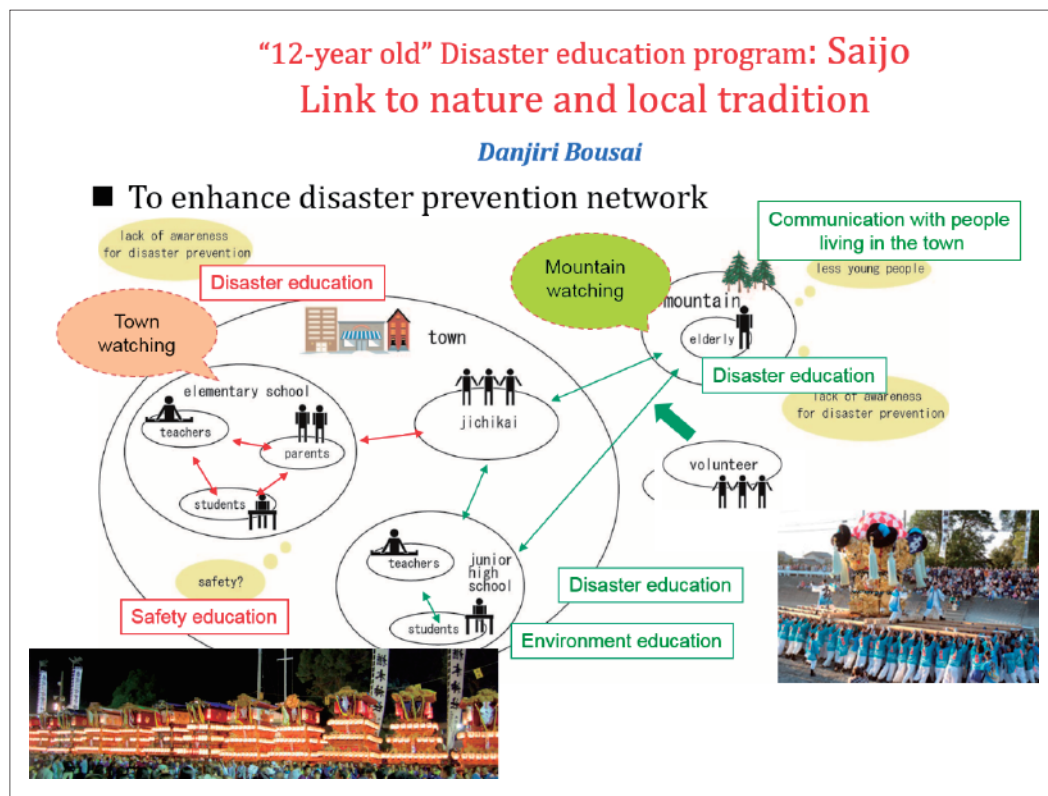 “12-year old” Disaster education program: Saijo
Link to nature and local tradition
Danjiri Bousai
■ To enhance disaster prevention network
lack of awareness
for disaster prevention
Disaster education
Town
watching
town
elementary school
teachers
parents
students
safety?
Safety education
jichikai
teachers
junior
high
school
students
Mountain
watching
mountain
elderly
Communication with people
living in the town
less young people
Disaster education
lack of awareness
for disaster prevention
volunteer
Disaster education
Environment education